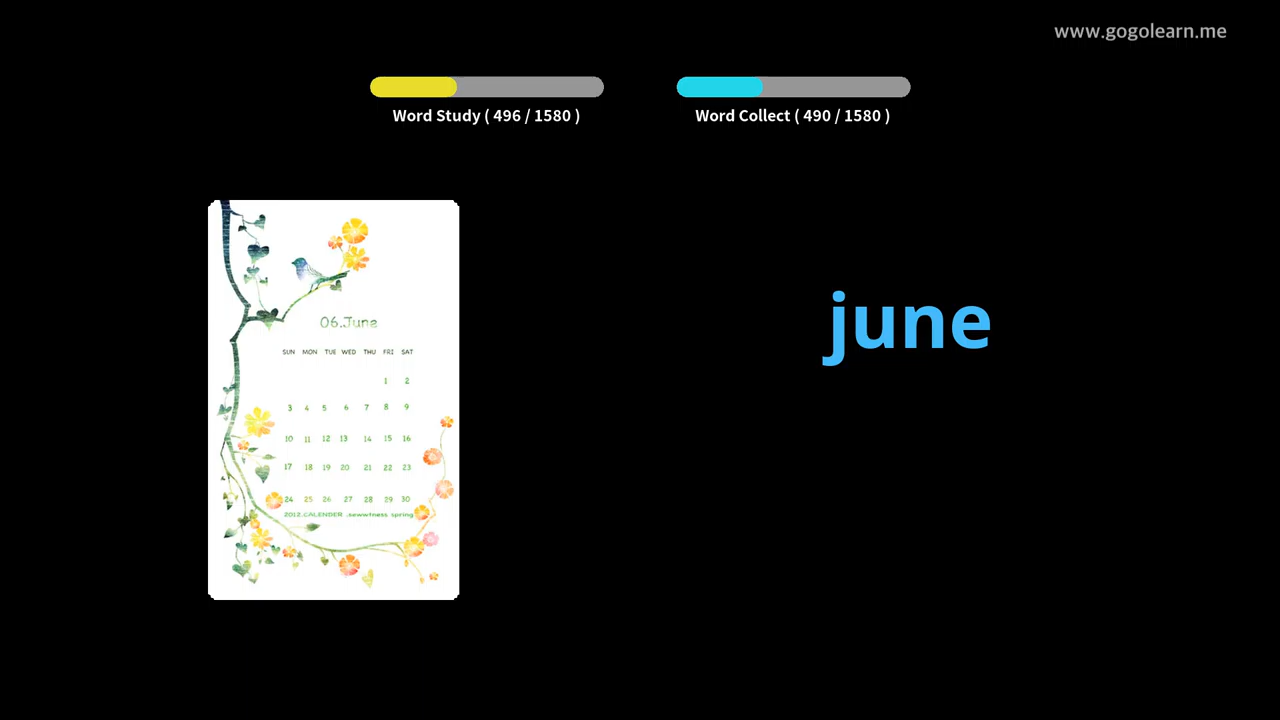 www.gogolearn.me
Word Study ( 496 / 1580 )
Word Collect ( 490 / 1580 )
06.June
SUN MON TUE WED THU FRI SAT
1 2
3 4 5 6 7 8 9
10 11 12 13 14 15 16
17 18 19 20 21 22 23
24 25 26 27 28 29 30
2012.CALENDER .sewwtness spring
june